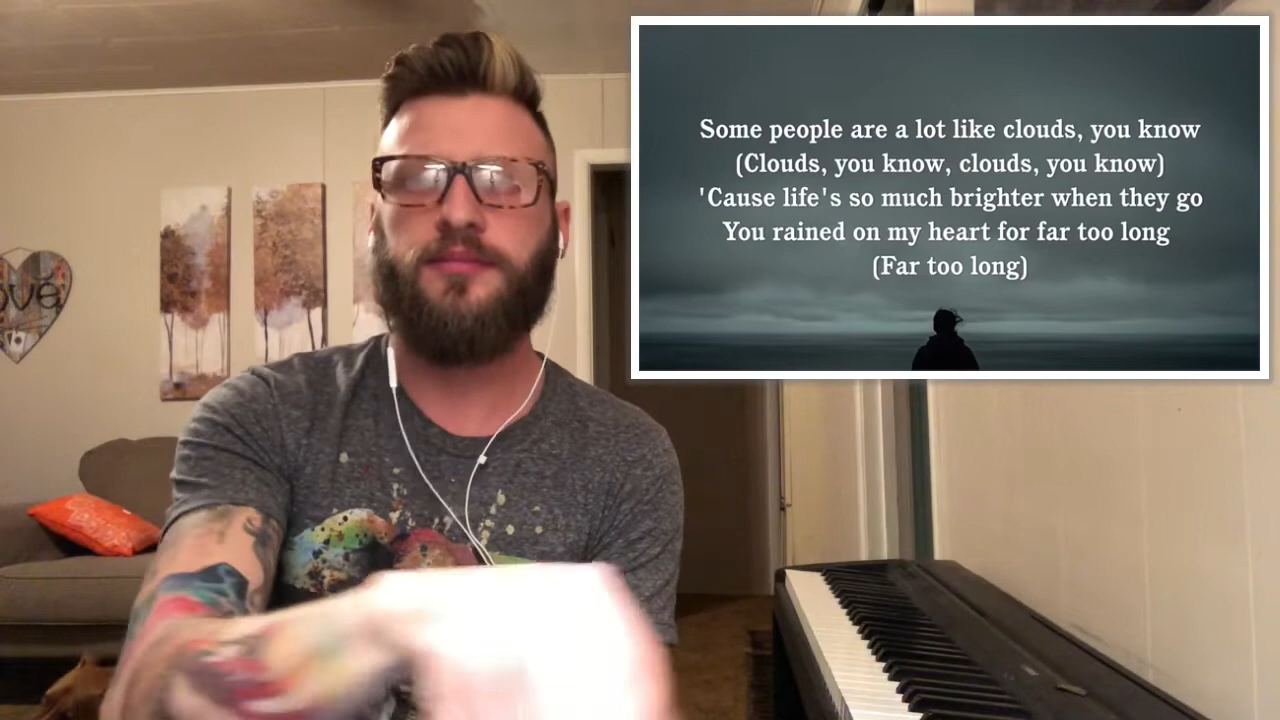 Some people are a lot like clouds, you know
(Clouds, you know, clouds, you know)
'Cause life's so much brighter when they go
You rained on my heart for far too long
(Far too long)